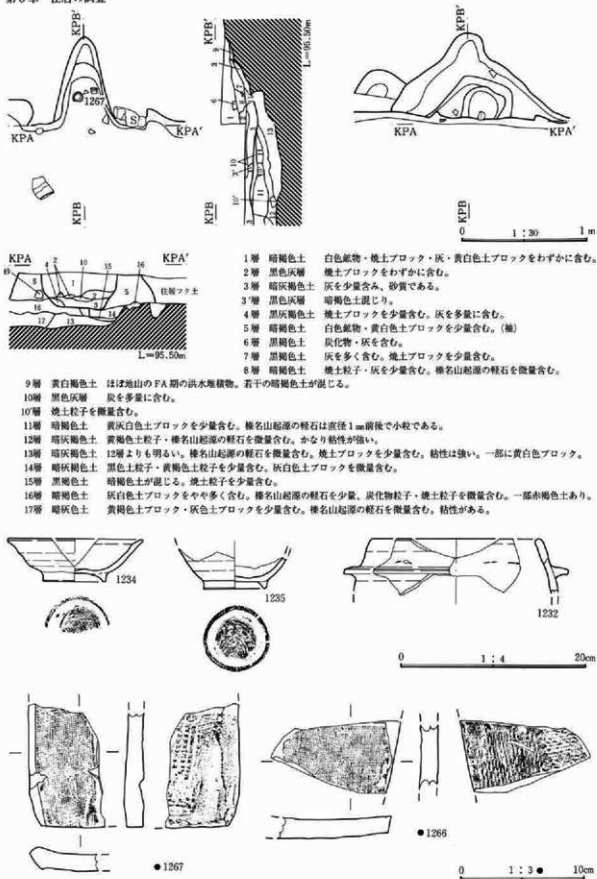 KPB′
KPB′
L=95.50m
1267
S
KPA
KPA′
KPA
KPA′
KPB
KPB
KPB
0 1:30 1m
KPA
4 2 10 15 16
KPA′
砂
住居フク土
17 13 14
L=95.50m
1層 暗褐色土 白色鉱物・焼土ブロック・灰・黄白色土ブロックをわずかに含む。
2層 黒色灰層 焼土ブロックをわずかに含む。
3層 暗灰褐色土 灰を少量含み、砂質である。
3′層 黒色灰層 暗褐色土混じり。
4層 黒灰褐色土 焼土ブロックを少量含む。灰を多量に含む。
5層 暗褐色土 白色鉱物・黄白色土ブロックを少量含む。(袖)
6層 黒褐色土 炭化物・灰を含む。
7層 黒褐色土 灰を多く含む。焼土ブロックを少量含む。
8層 暗褐色土 焼土粒子・灰を少量含む。榛名山起源の軽石を微量含む。
9層 黄白褐色土 ほぼ地山のFA期の洪水堆積物。若干の暗褐色土が混じる。
10層 黒色灰層 灰を多量に含む。
10′層 焼土粒子を微量含む。
11層 暗褐色土 黄灰白色土ブロックを少量含む。榛名山起源の軽石は直径1㎜前後で小粒である。
12層 暗灰褐色土 黄褐色土粒子・榛名山起源の軽石を微量含む。かなり粘性が強い。
13層 暗灰褐色土 12層よりも明るい。榛名山起源の軽石を微量含む。焼土ブロックを少量含む。粘性は強い。一部に黄白色ブロック。
14層 暗灰褐色土 黒色土粒子・黄褐色土粒子を少量含む。灰白色土ブロックを微量含む。
15層 黒褐色土 暗褐色土が混じる。焼土粒子を少量含む。
16層 暗褐色土 灰白色土ブロックをやや多く含む。榛名山起源の軽石を少量、炭化物粒子・焼土粒子を微量含む。一部赤褐色土あり。
17層 暗灰色土 黄褐色土ブロック・灰色土ブロックを少量含む。榛名山起源の軽石を微量含む。粘性がある。
1234
1235
1232
0 1:4 20cm
●1266
●1267
0 1:3● 10cm